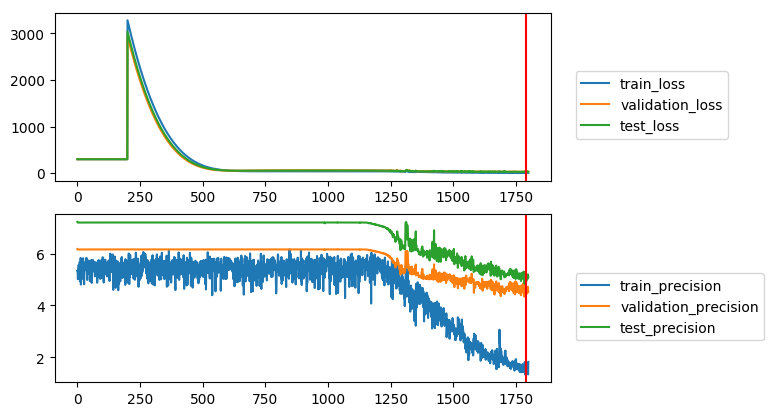 3000
2000
1000
0
0 250 500 750 1000 1250 1500 1750
train_loss
validation_loss
test_loss
6
4
2
0 250 500 750 1000 1250 1500 1750
train_precision
validation_precision
test_precision